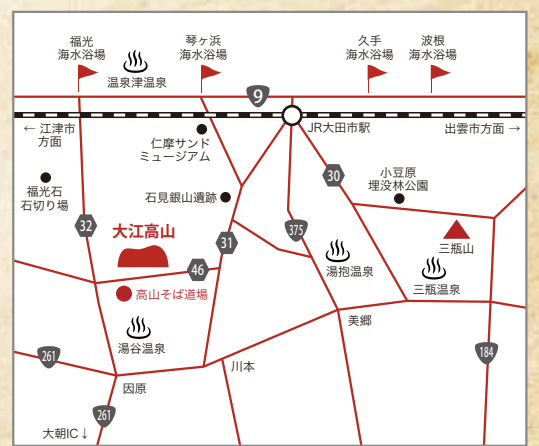 福光
海水浴場
温泉津温泉
琴ヶ浜
海水浴場
久手
海水浴場
波根
海水浴場
9
← 江津市
方面
JR大田市駅
出雲市方面 →
仁摩サンド
ミュージアム
福光石
石切り場
石見銀山遺跡
30
小豆原
埋没林公園
32
大江高山
31
375
三瓶山
46
湯抱温泉
三瓶温泉
高山そば道場
美郷
湯谷温泉
261
川本
184
因原
261
大朝IC↓